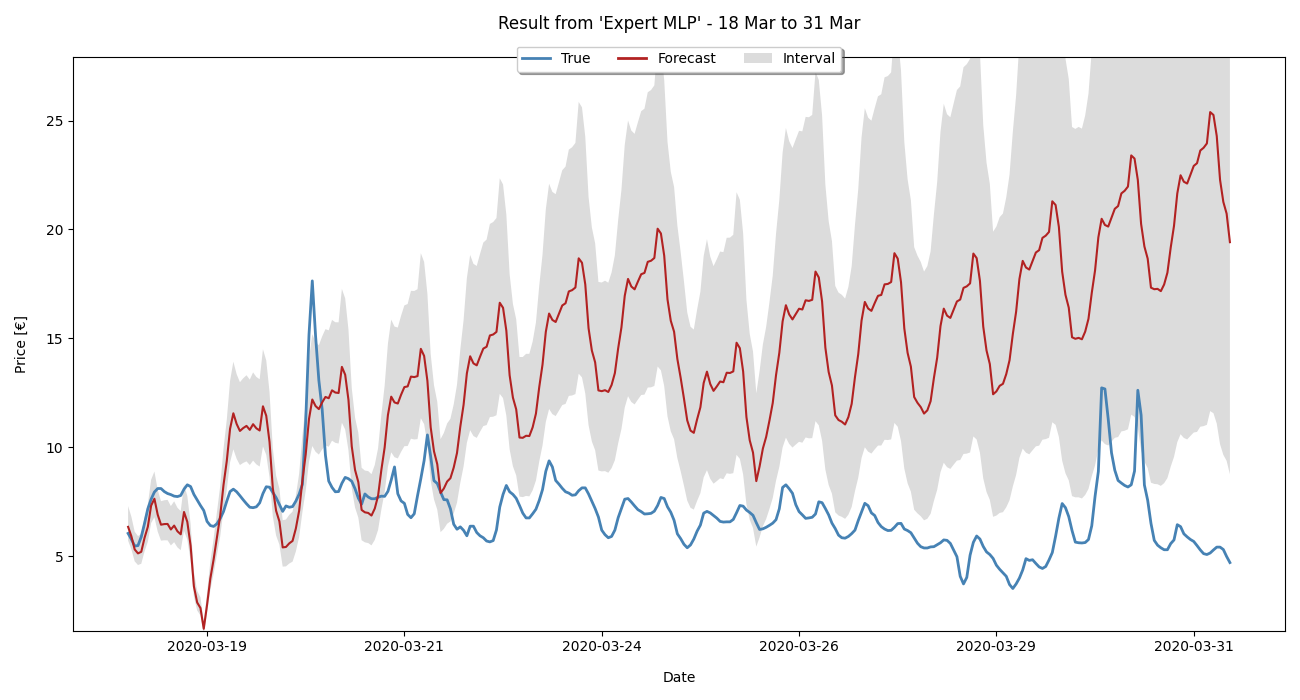 Result from 'Expert MLP' - 18 Mar to 31 Mar
True Forecast Interval
Price [€]
25
20
15
10
5
2020-03-19 2020-03-21 2020-03-24 2020-03-26 2020-03-29 2020-03-31
Date